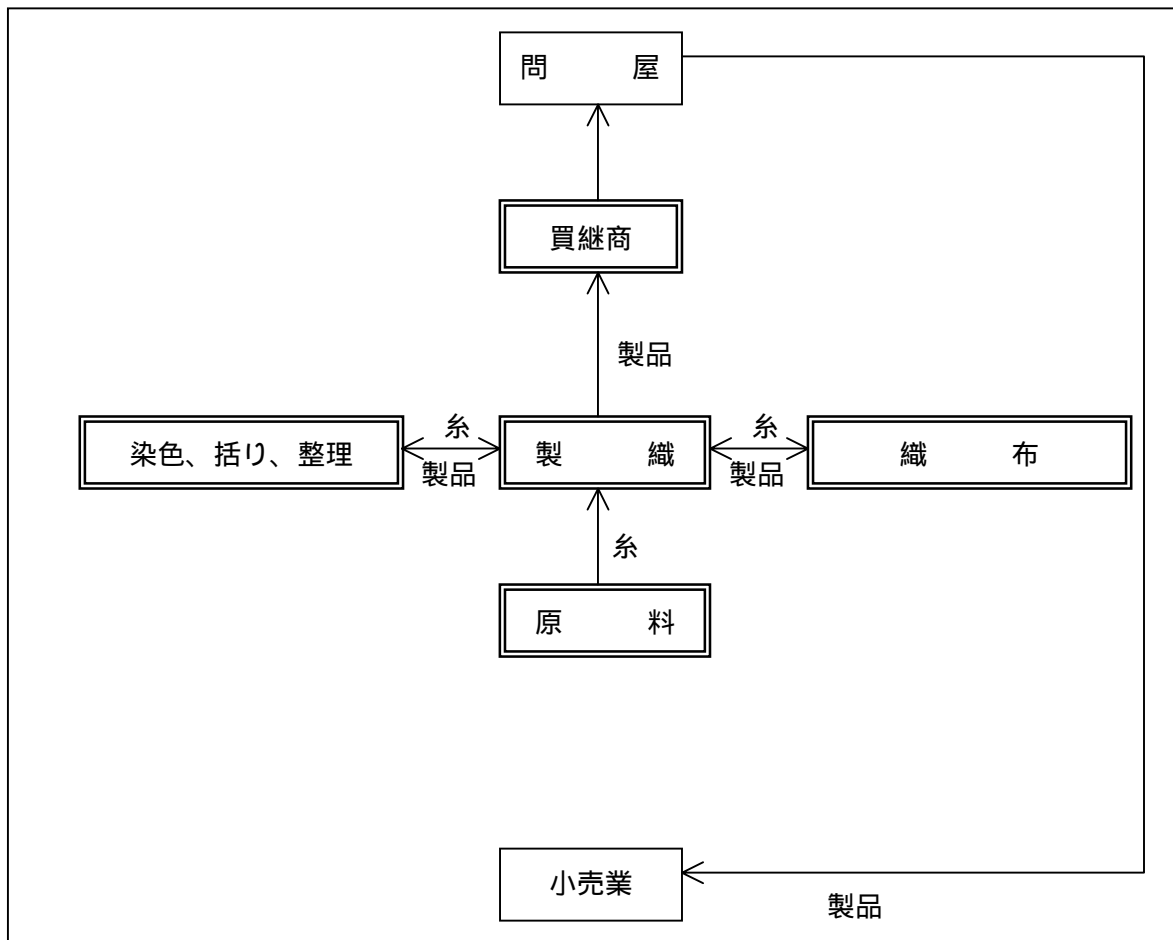 問　　　屋
買継商
製品
糸
糸
染色、括り、整理
製　　　織
織　　　布
製品
製品
糸
原　　　料
小売業
製品